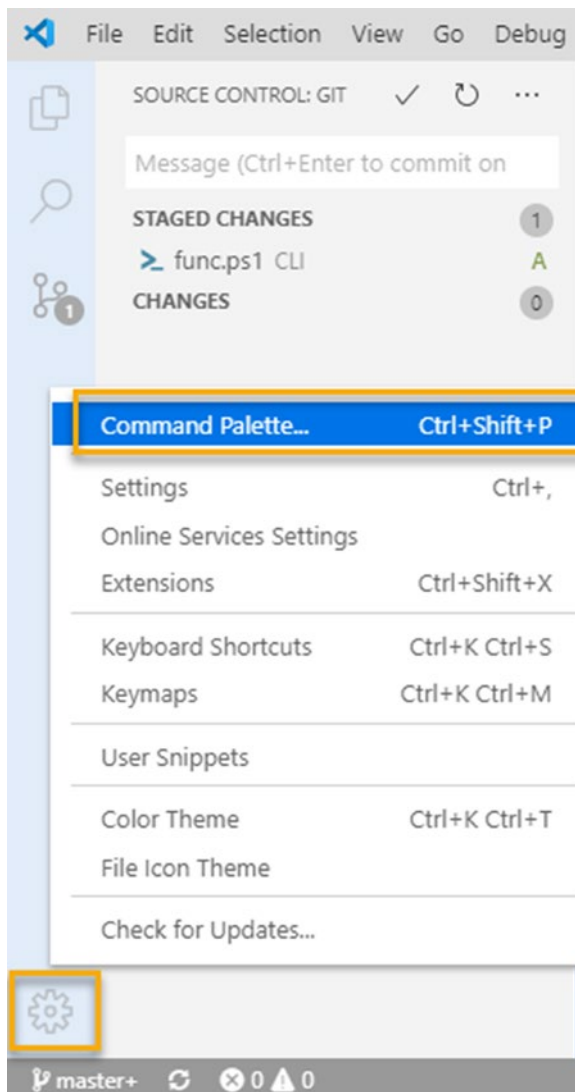 File Edit Selection View Go Debug
SOURCE CONTROL: GIT
Message (Ctrl+Enter to commit on
STAGED CHANGES 1
func.ps1 CLI A
CHANGES 0
1
Command Palette... Ctrl+Shift+P
Settings Ctrl+,
Online Services Settings
Extensions Ctrl+Shift+X
Keyboard Shortcuts Ctrl+K Ctrl+S
Keymaps Ctrl+K Ctrl+M
User Snippets
Color Theme Ctrl+K Ctrl+T
File Icon Theme
Check for Updates...
master+ 0 0